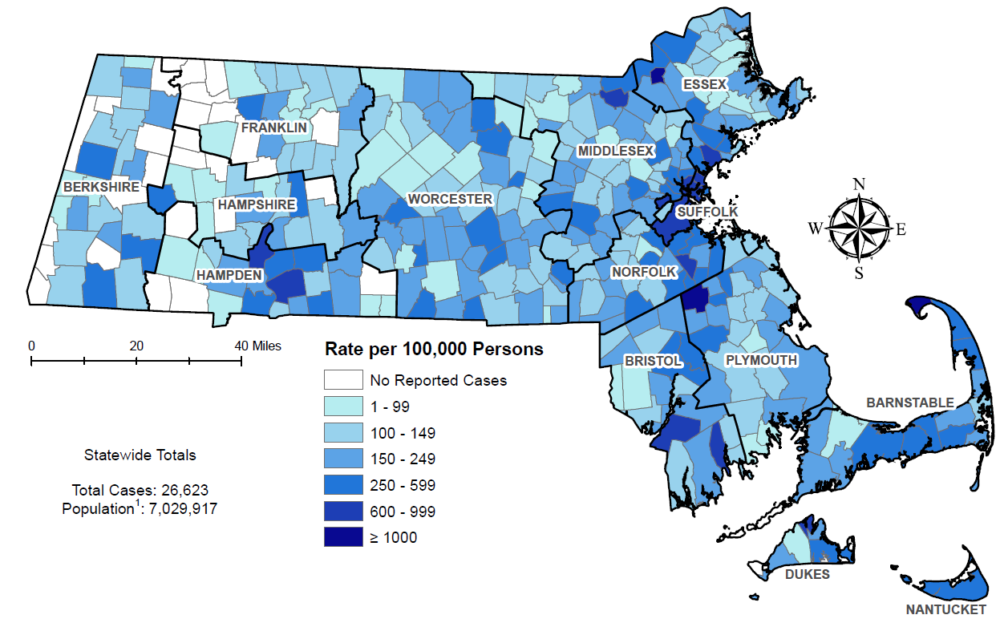 ESSEX
FRANKLIN
MIDDLESEX
BERKSHIRE
HAMPSHIRE
WORCESTER
SUFFOLK
HAMPDEN
NORFOLK
BRISTOL
PLYMOUTH
BARNSTABLE
DUKES
NANTUCKET
N
W
E
S
0 20 40 Miles
Rate per 100,000 Persons
No Reported Cases
1 - 99
100 - 149
150 - 249
250 - 599
600 - 999
≥ 1000
Statewide Totals
Total Cases: 26,623
Population¹: 7,029,917